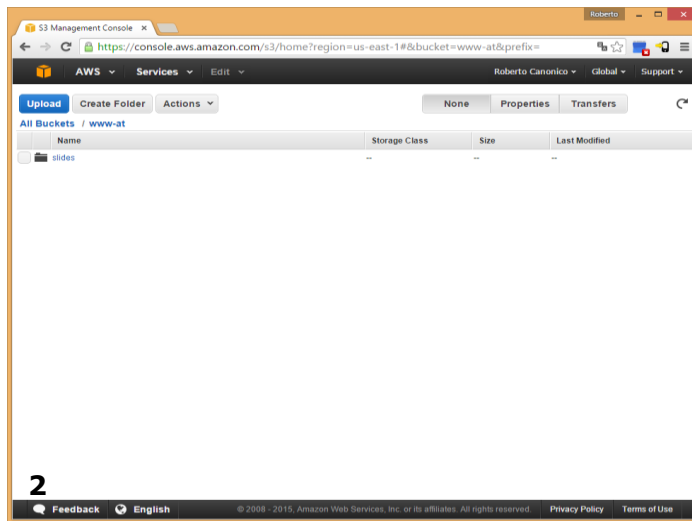 Roberto
S3 Management Console
https://console.aws.amazon.com/s3/home?region=us-east-1#&bucket=www-at&prefix=
AWS Services Edit Roberto Canonico Global Support
Upload Create Folder Actions None Properties Transfers
All Buckets / www-at
Name Storage Class Size Last Modified
slides -- -- --
2
Feedback English © 2008 - 2015, Amazon Web Services, Inc. or its affiliates. All rights reserved. Privacy Policy Terms of Use